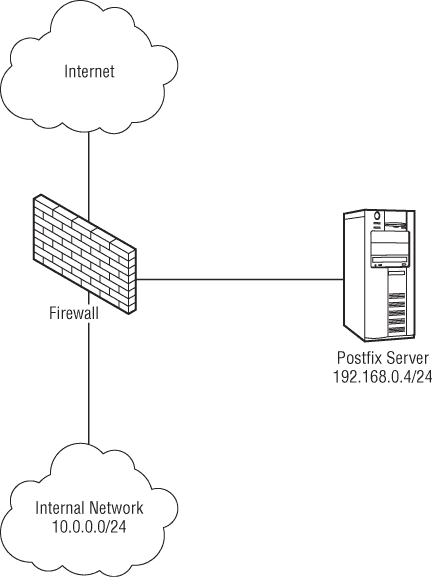 Internet
Firewall
Postfix Server
192.168.0.4/24
Internal Network
10.0.0.0/24